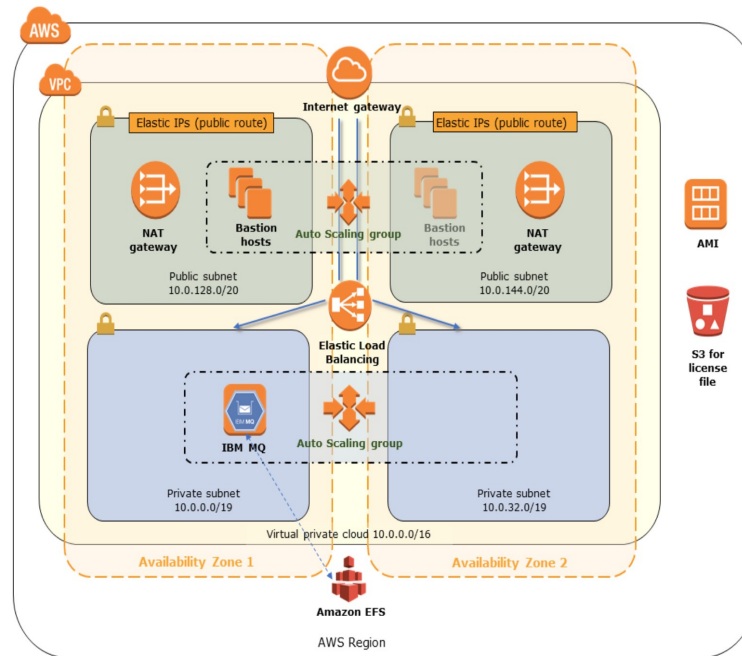 AWS
VPC
Internet gateway
Elastic IPs (public route)
Elastic IPs (public route)
NAT
gateway
Bastion
hosts
Auto Scaling group
Bastion
hosts
NAT
gateway
Public subnet
10.0.128.0/20
Public subnet
10.0.144.0/20
AMI
S3 for
license
file
Elastic Load
Balancing
IBM MQ
IBM MQ
Auto Scaling group
Private subnet
10.0.0.0/19
Private subnet
10.0.32.0/19
Virtual private cloud 10.0.0.0/16
Availability Zone 1
Availability Zone 2
Amazon EFS
AWS Region